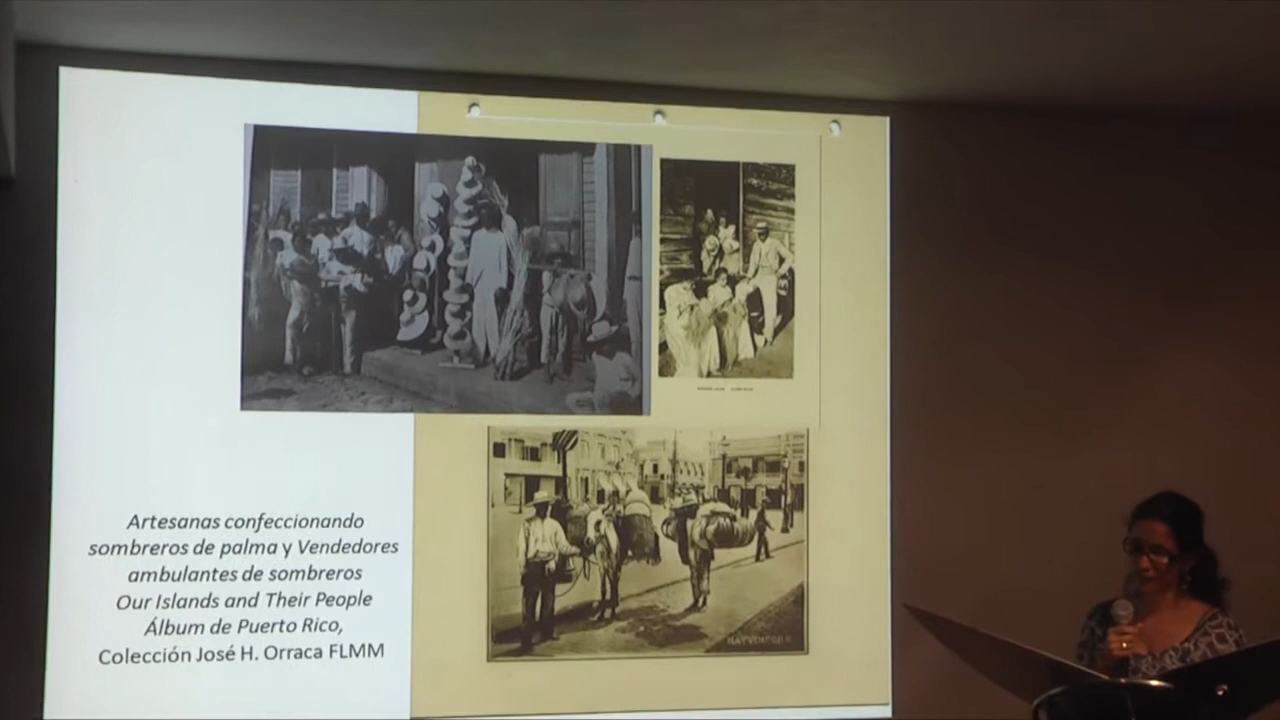 Artesanas confeccionando
sombreros de palma y Vendedores
ambulantes de sombreros
Our Islands and Their People
Álbum de Puerto Rico,
Colección José H. Orraca FLMM